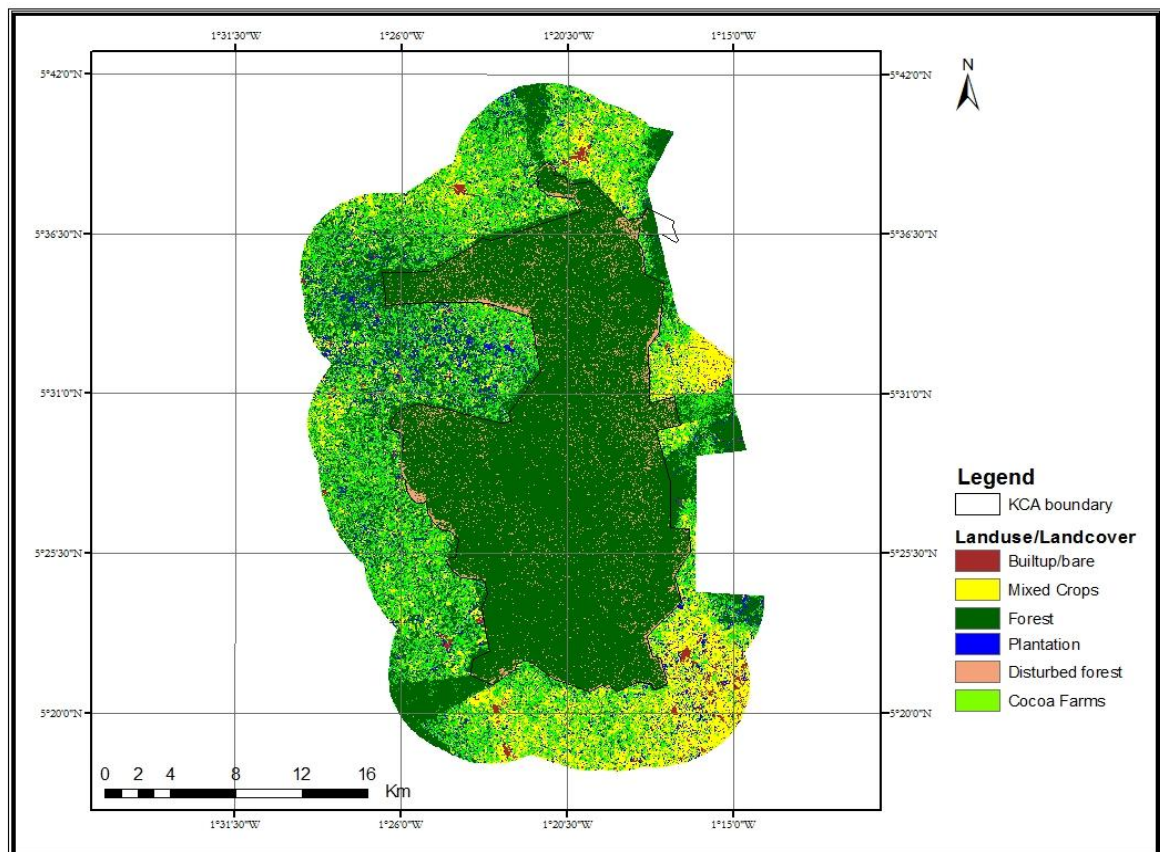 1°31'30"W 1°26'0"W 1°20'30"W 1°15'0"W
N
5°42'0"N 5°42'0"N
5°36'30"N 5°36'30"N
5°31'0"N 5°31'0"N
Legend
KCA boundary
Landuse/Landcover
5°25'30"N 5°25'30"N
Builtup/bare
Mixed Crops
Forest
Plantation
Disturbed forest
Cocoa Farms
5°20'0"N 5°20'0"N
0 2 4 8 12 16
Km
1°31'30"W 1°26'0"W 1°20'30"W 1°15'0"W